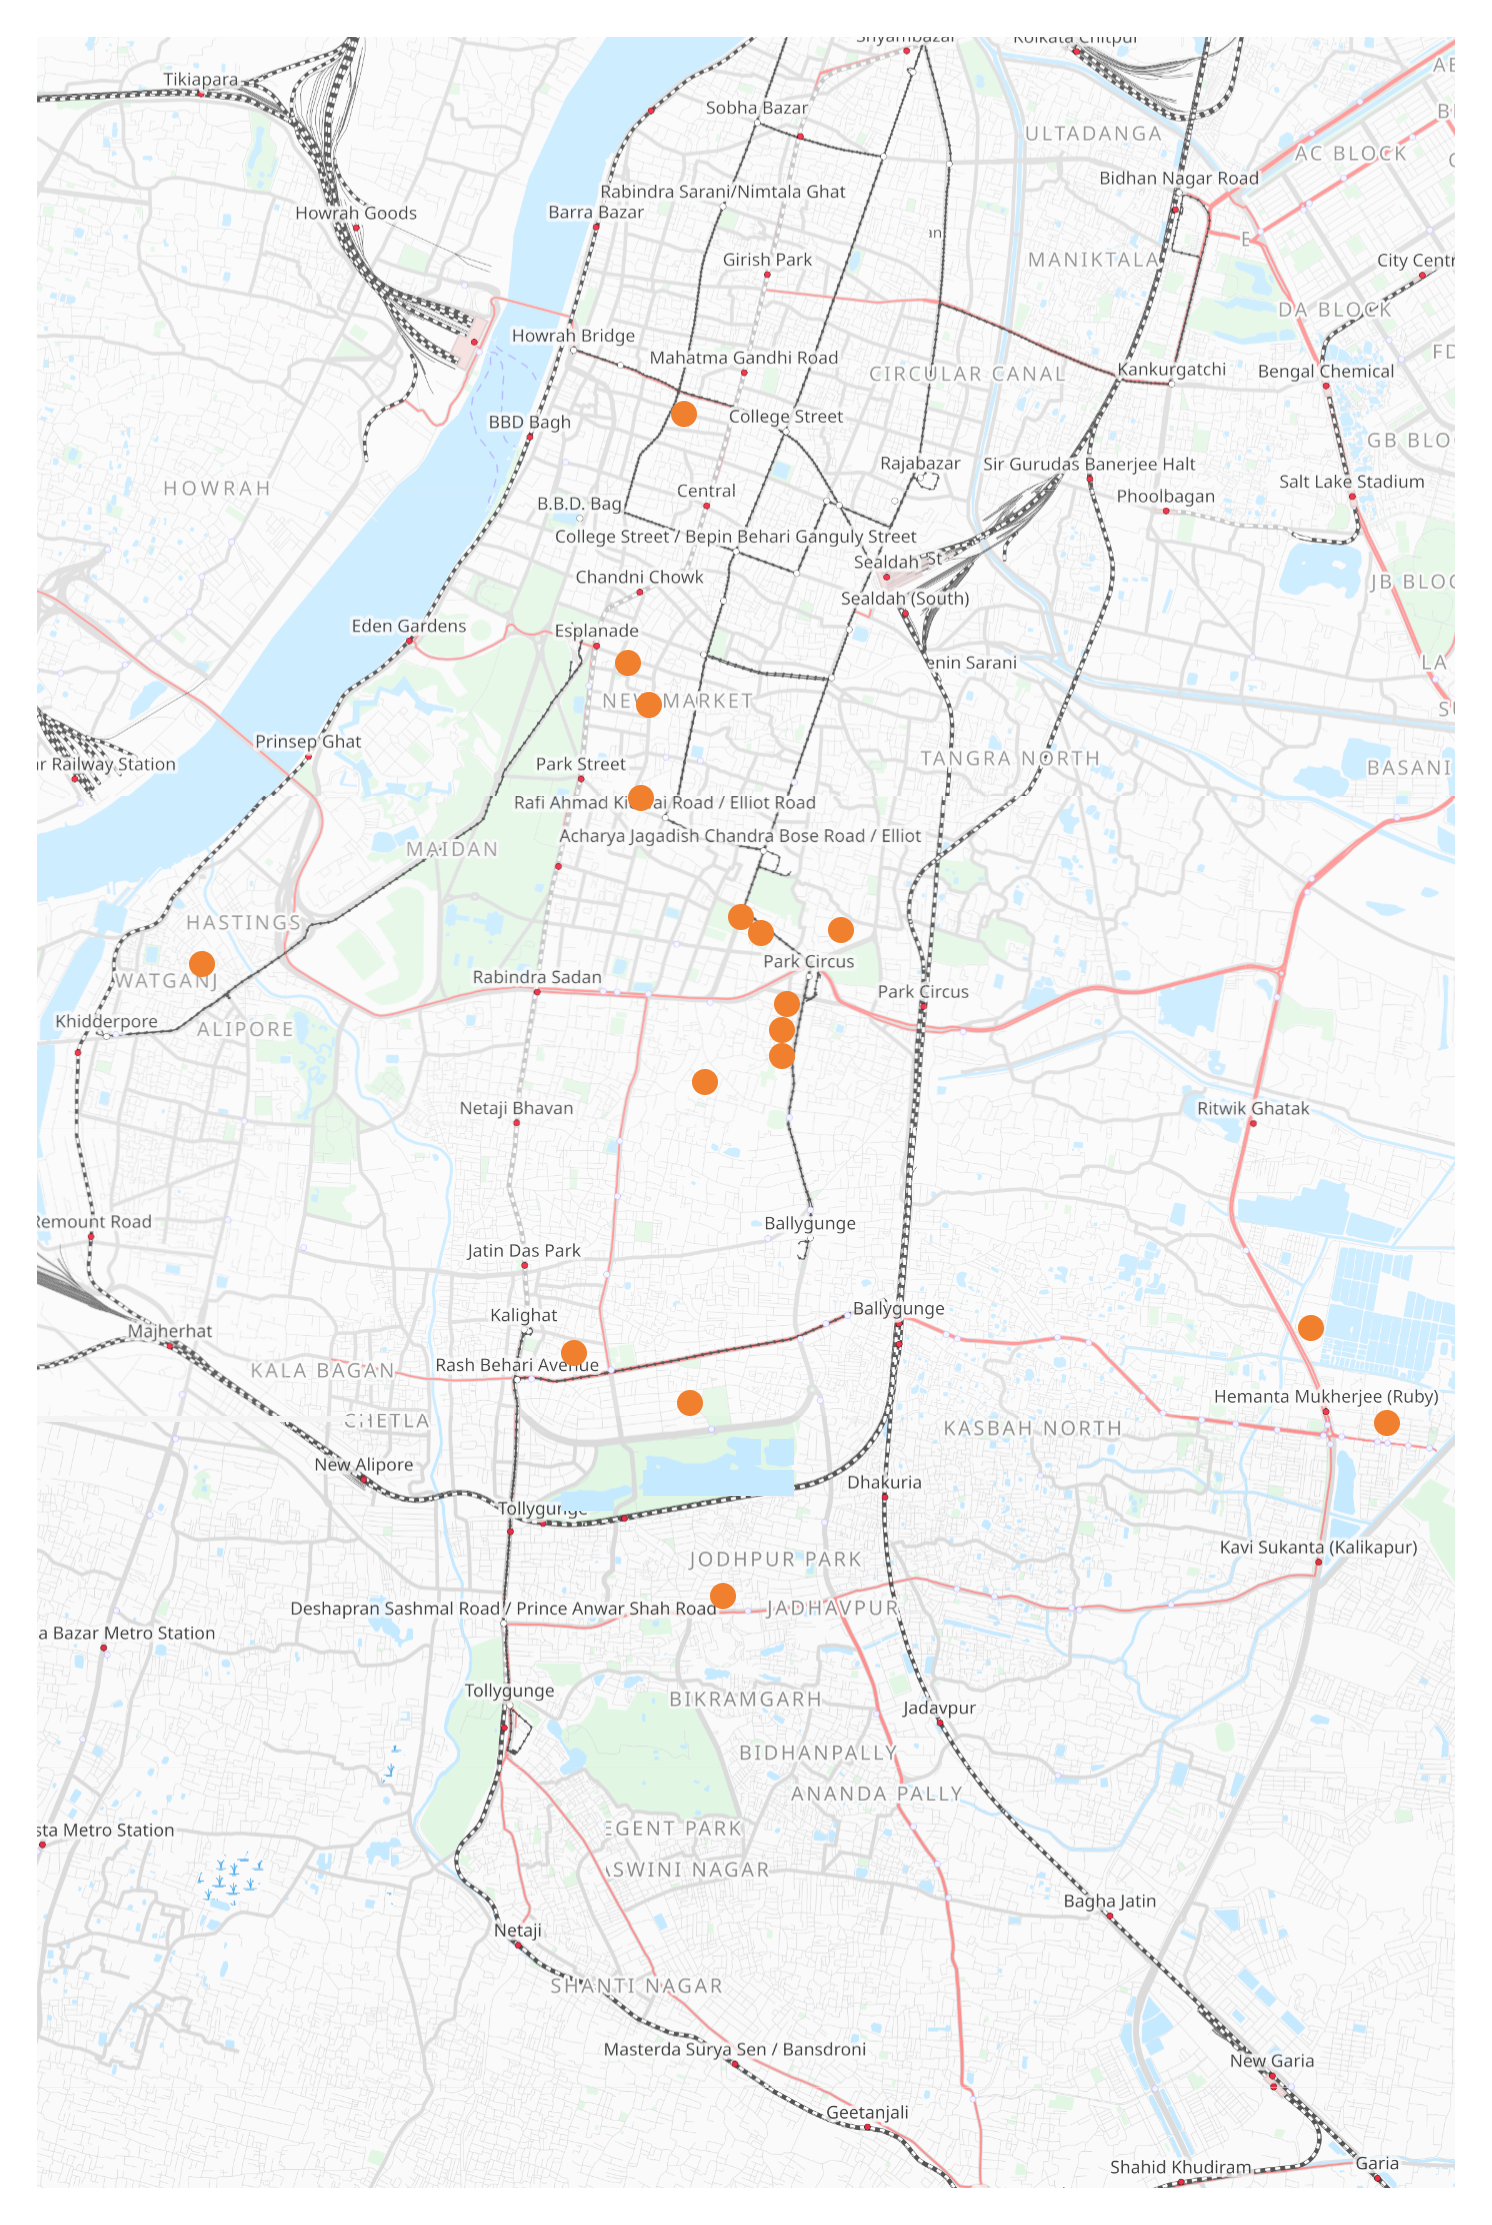 Shyambazar
Kolkata Chitpur
Tikiapara
Sobha Bazar
ULTADANGA
AC BLOCK
Bidhan Nagar Road
Rabindra Sarani/Nimtala Ghat
Howrah Goods
Barra Bazar
E
MANIKTALA
Girish Park
City Centr
DA BLOCK
Howrah Bridge
FD
Mahatma Gandhi Road
Kankurgatchi
Bengal Chemical
CIRCULAR CANAL
College Street
BBD Bagh
GB BLO
Rajabazar
Sir Gurudas Banerjee Halt
Salt Lake Stadium
HOWRAH
Central
Phoolbagan
B.B.D. Bag
College Street / Bepin Behari Ganguly Street
Sealdah
St
Chandni Chowk
JB BLOC
Sealdah (South)
Eden Gardens
Esplanade
enin Sarani
LA
NEW MARKET
Prinsep Ghat
TANGRA NORTH
ur Railway Station
Park Street
BASANI
Rafi Ahmad Kidwai Road / Elliot Road
Acharya Jagadish Chandra Bose Road / Elliot
MAIDAN
HASTINGS
Park Circus
WATGANJ
Rabindra Sadan
Park Circus
Khidderpore
ALIPORE
Netaji Bhavan
Ritwik Ghatak
Remount Road
Ballygunge
Jatin Das Park
Kalighat
Ballygunge
Majherhat
Rash Behari Avenue
KALA BAGAN
Hemanta Mukherjee (Ruby)
CHETLA
KASBAH NORTH
New Alipore
Dhakuria
Tollygunge
Kavi Sukanta (Kalikapur)
JODHPUR PARK
Deshapran Sashmal Road / Prince Anwar Shah Road
JADHAVPUR
a Bazar Metro Station
Tollygunge
BIKRAMGARH
Jadavpur
BIDHANPALLY
ANANDA PALLY
EGENT PARK
sta Metro Station
ASWINI NAGAR
Bagha Jatin
Netaji
SHANTI NAGAR
Masterda Surya Sen / Bansdroni
New Garia
Geetanjali
Shahid Khudiram
Garia